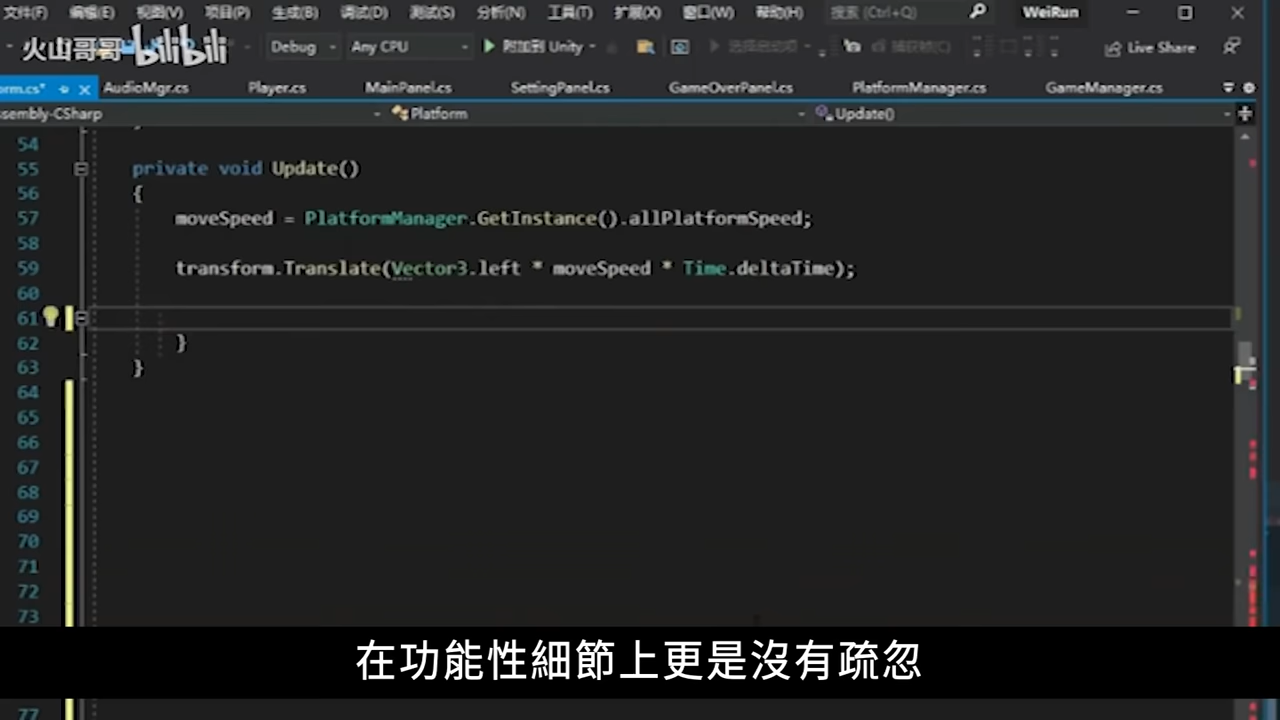 文件(F) 编辑(E) 视图(V) 项目(P) 生成(B) 调试(D) 测试(S) 分析(N) 工具(T) 扩展(X) 窗口(W) 帮助(H) 搜索 (Ctrl+Q) WeiRun
火山哥哥 bilibili Debug Any CPU 附加到 Unity Live Share
orm.cs* AudioMgr.cs Player.cs MainPanel.cs SettingPanel.cs GameOverPanel.cs PlatformManager.cs GameManager.cs
ssembly-CSharp Platform Update()
54
55 private void Update()
56 {
57 moveSpeed = PlatformManager.GetInstance().allPlatformSpeed;
58
59 transform.Translate(Vector3.left * moveSpeed * Time.deltaTime);
60
61
62 }
63 }
64
65
66
67
68
69
70
71
72
73
在功能性細節上更是沒有疏忽
77